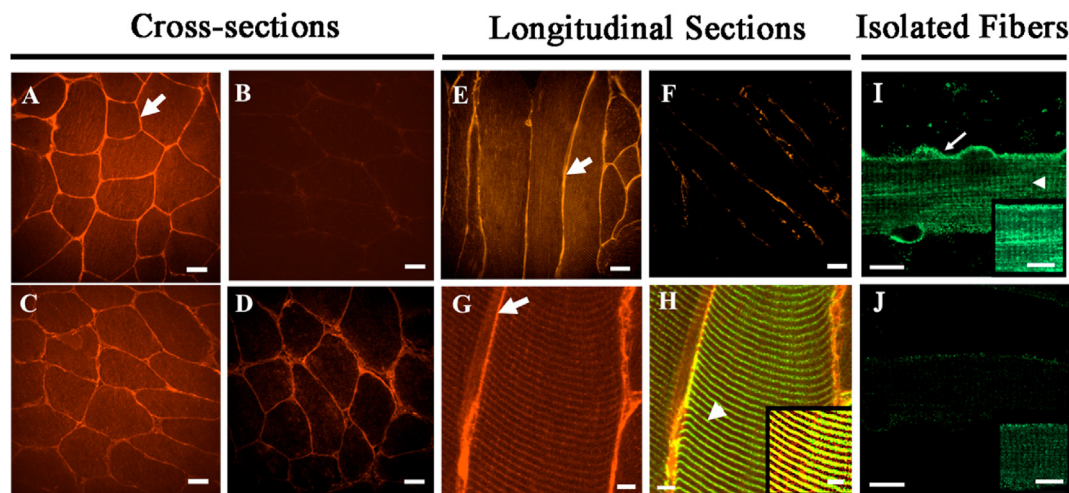 Cross-sections Longitudinal Sections Isolated Fibers
A B E F I
C D G H J